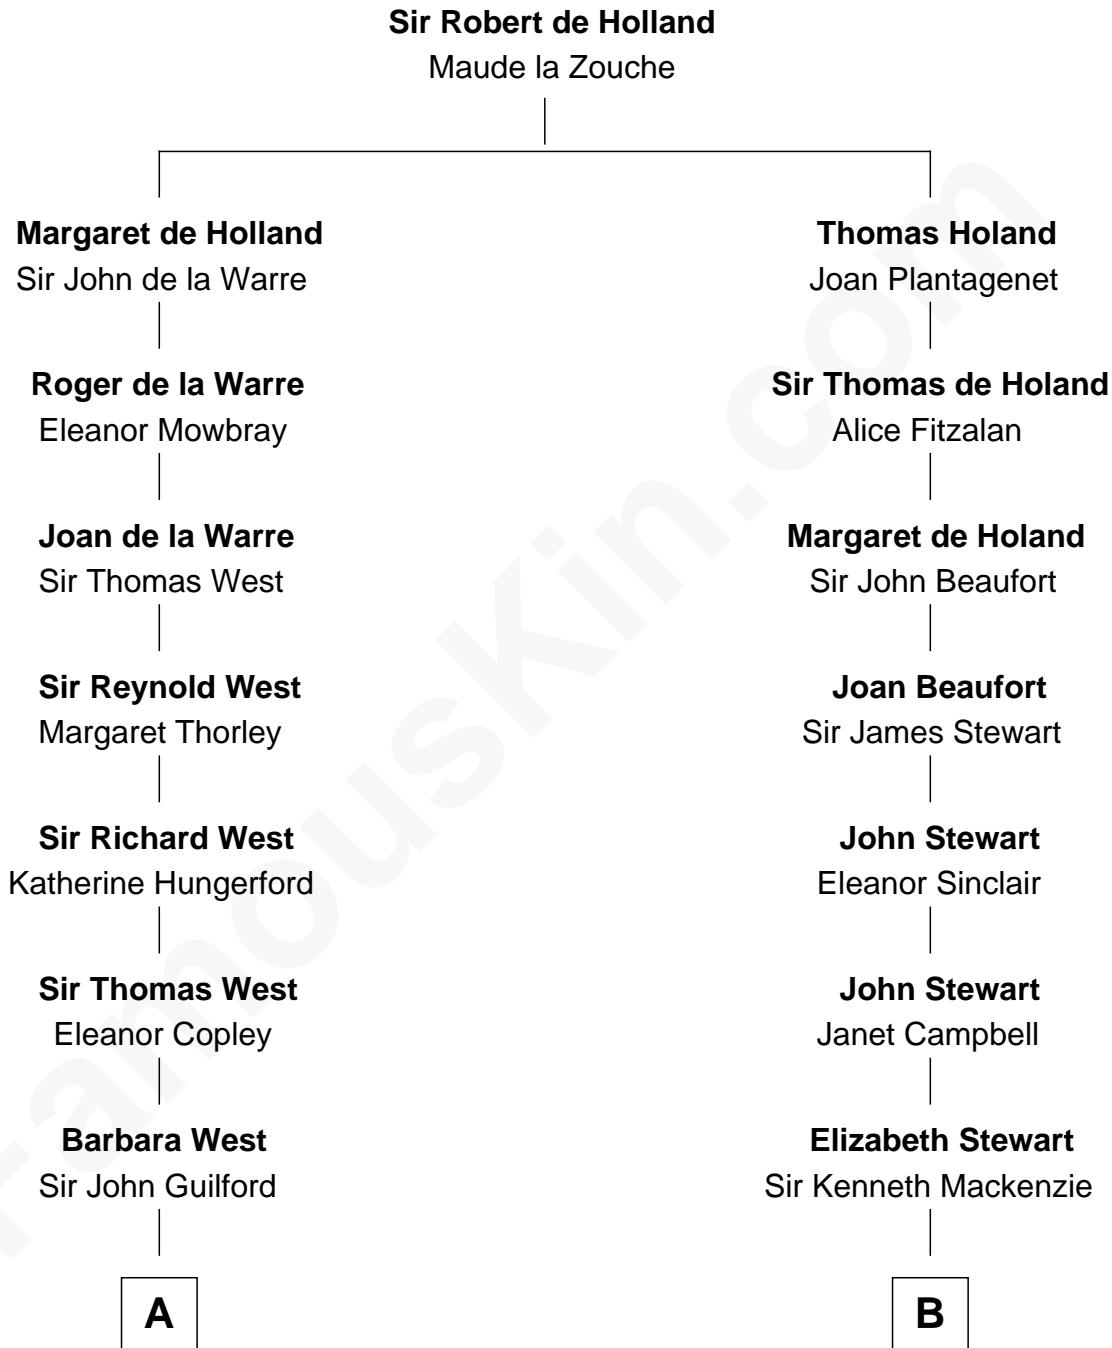 Sir Robert de Holland
Maude la Zouche
Margaret de Holland
Sir John de la Warre
Roger de la Warre
Eleanor Mowbray
Joan de la Warre
Sir Thomas West
Sir Reynold West
Margaret Thorley
Sir Richard West
Katherine Hungerford
Sir Thomas West
Eleanor Copley
Barbara West
Sir John Guilford
A
Thomas Holand
Joan Plantagenet
Sir Thomas de Holand
Alice Fitzalan
Margaret de Holand
Sir John Beaufort
Joan Beaufort
Sir James Stewart
John Stewart
Eleanor Sinclair
John Stewart
Janet Campbell
Elizabeth Stewart
Sir Kenneth Mackenzie
B
FamousKin.com